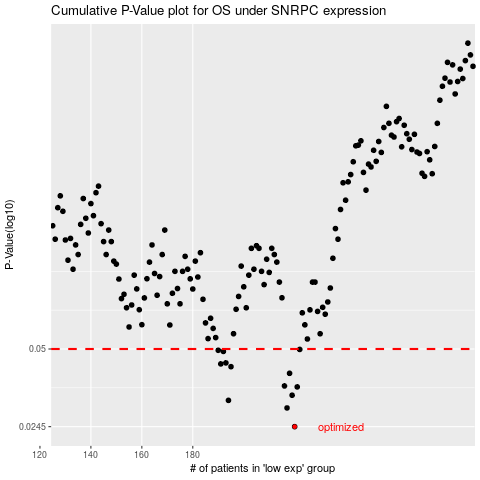 Cumulative P-Value plot for OS under SNRPC expression
P-Value(log10)
0.05
0.0245
optimized
120 140 160 180
# of patients in 'low exp' group